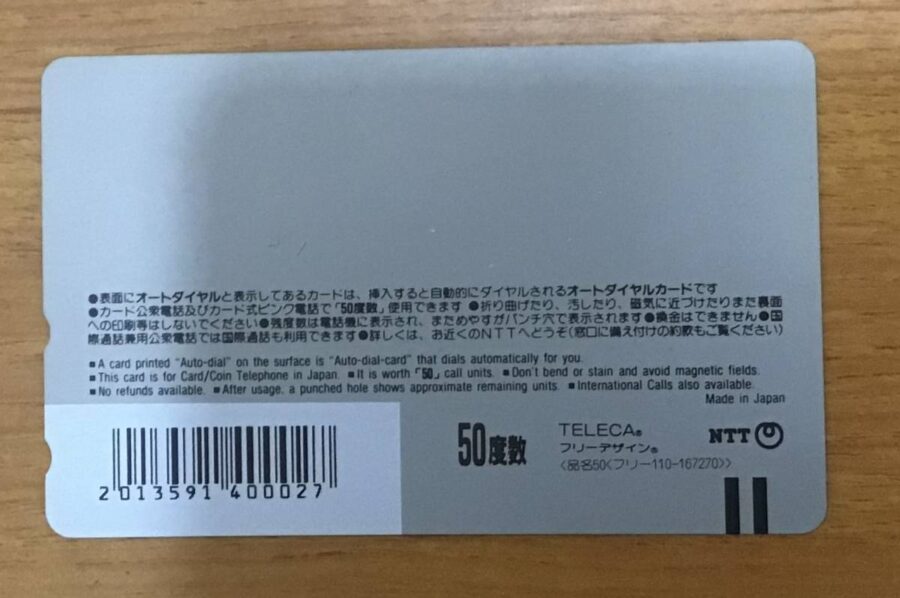 ●表面にオートダイヤルと表示してあるカードは、挿入すると自動的にダイヤルされるオートダイヤルカードです
●カード公衆電話及びカード式ピンク電話で「50度数」使用できます ●折り曲げたり、汚したり、磁気に近づけたりまた裏面
への印刷等はしないでください●残度数は電話機に表示され、まためやすがパンチ穴で表示されます●換金はできません●国
際通話兼用公衆電話では国際通話も利用できます●詳しくは、お近くのNTTへどうぞ(窓口に備え付けの約款もご覧ください)
■A card printed "Auto-dial" on the surface is "Auto-dial-card" that dials automatically for you.
■This card is for Card/Coin Telephone in Japan. ■It is worth「50」call units. ■Don't bend or stain and avoid magnetic fields.
■No refunds available. ■After usage, a punched hole shows approximate remaining units. ■International Calls also available.
Made in Japan
50度数
TELECA®
フリーデザイン®
〈品名50〈フリー110-167270〉〉
NTT
2 013591 400027